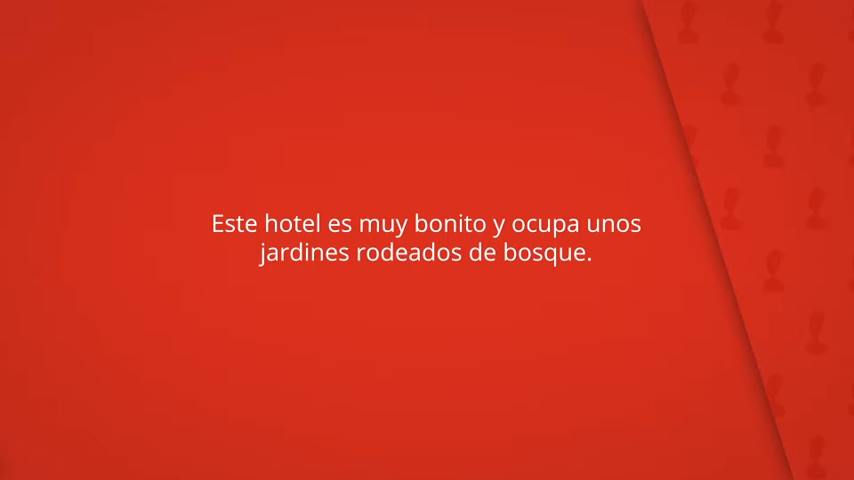 Este hotel es muy bonito y ocupa unos
jardines rodeados de bosque.